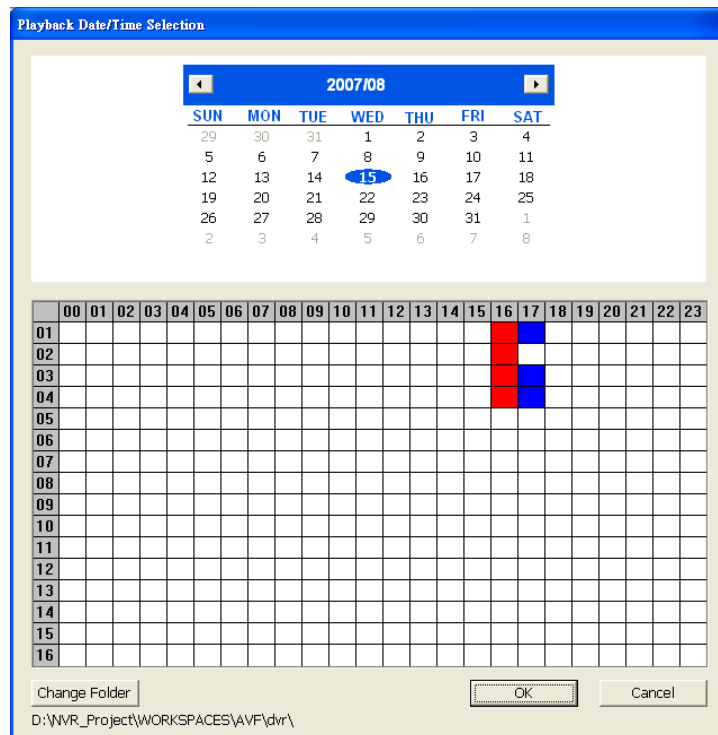 Playback Date/Time Selection
2007/08
SUN MON TUE WED THU FRI SAT
29 30 31 1 2 3 4
5 6 7 8 9 10 11
12 13 14 15 16 17 18
19 20 21 22 23 24 25
26 27 28 29 30 31 1
2 3 4 5 6 7 8
00 01 02 03 04 05 06 07 08 09 10 11 12 13 14 15 16 17 18 19 20 21 22 23
01
02
03
04
05
06
07
08
09
10
11
12
13
14
15
16
Change Folder OK Cancel
D:\NVR_Project\WORKSPACES\AVF\dvr\